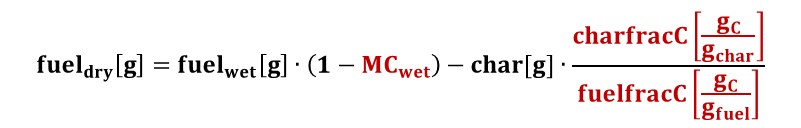 fuel_dry[g] = fuel_wet[g] · (1 − MC_wet) − char[g] · charfracC [g_C/g_char] / fuelfracC [g_C/g_fuel]